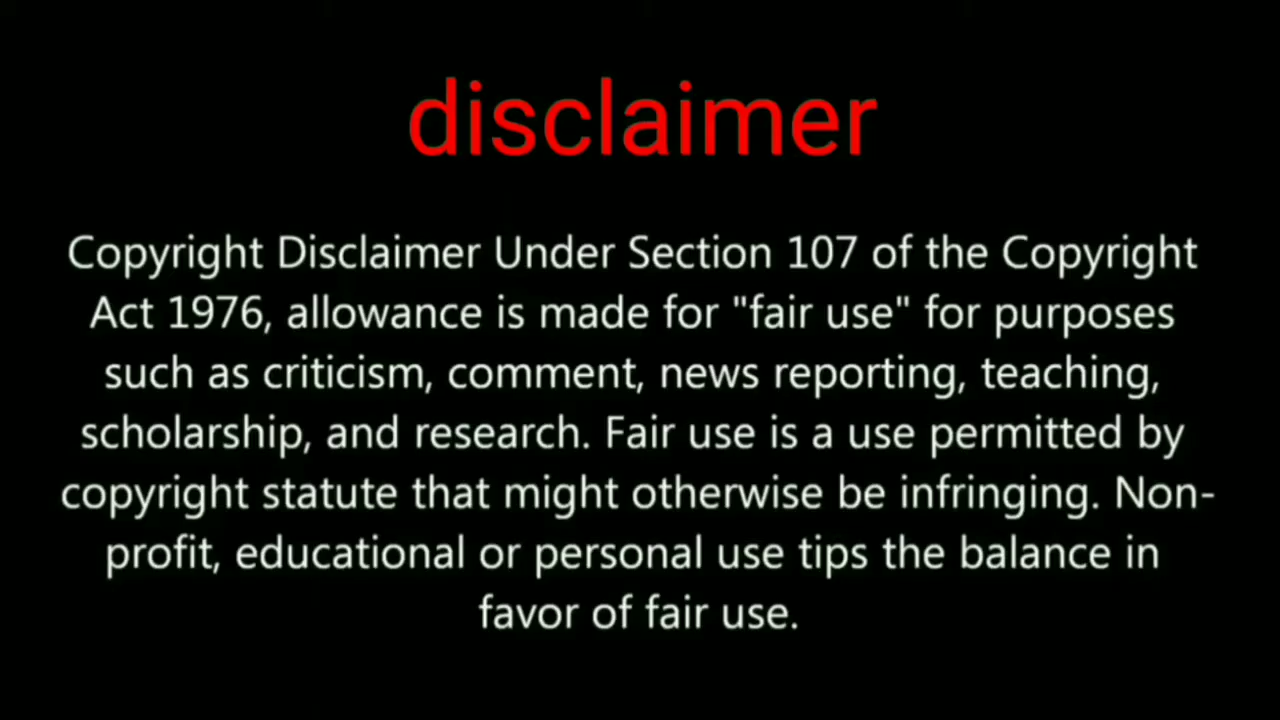 disclaimer
Copyright Disclaimer Under Section 107 of the Copyright
Act 1976, allowance is made for "fair use" for purposes
such as criticism, comment, news reporting, teaching,
scholarship, and research. Fair use is a use permitted by
copyright statute that might otherwise be infringing. Non-
profit, educational or personal use tips the balance in
favor of fair use.